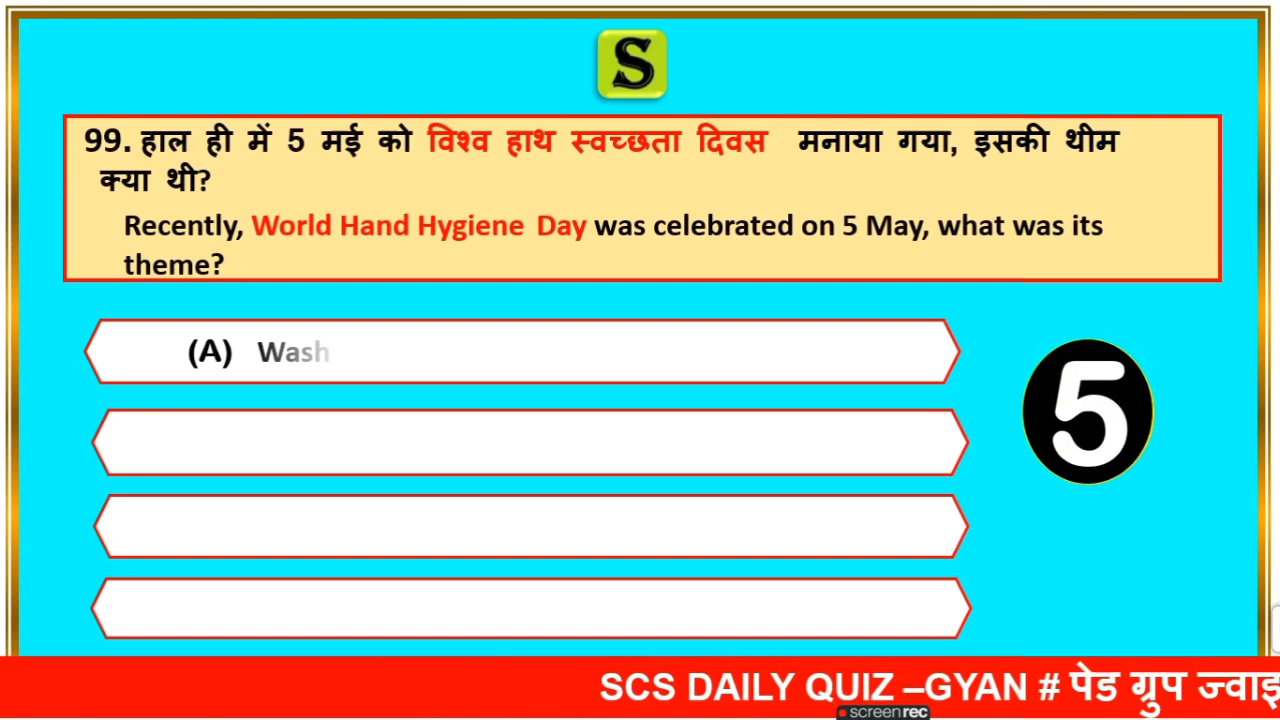 S
99. हाल ही में 5 मई को विश्व हाथ स्वच्छता दिवस मनाया गया, इसकी थीम
क्या थी?
Recently, World Hand Hygiene Day was celebrated on 5 May, what was its
theme?
(A) Wash
5
SCS DAILY QUIZ –GYAN # पेड ग्रुप ज्वाइ
screenrec